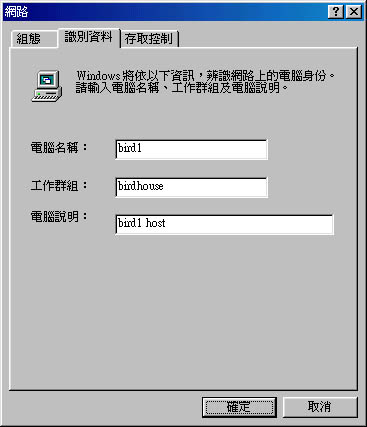 網路
組態 識別資料 存取控制
Windows 將依以下資訊，辨識網路上的電腦身份。
請輸入電腦名稱、工作群組及電腦說明。
電腦名稱： bird1
工作群組： birdhouse
電腦說明： bird1 host
確定 取消